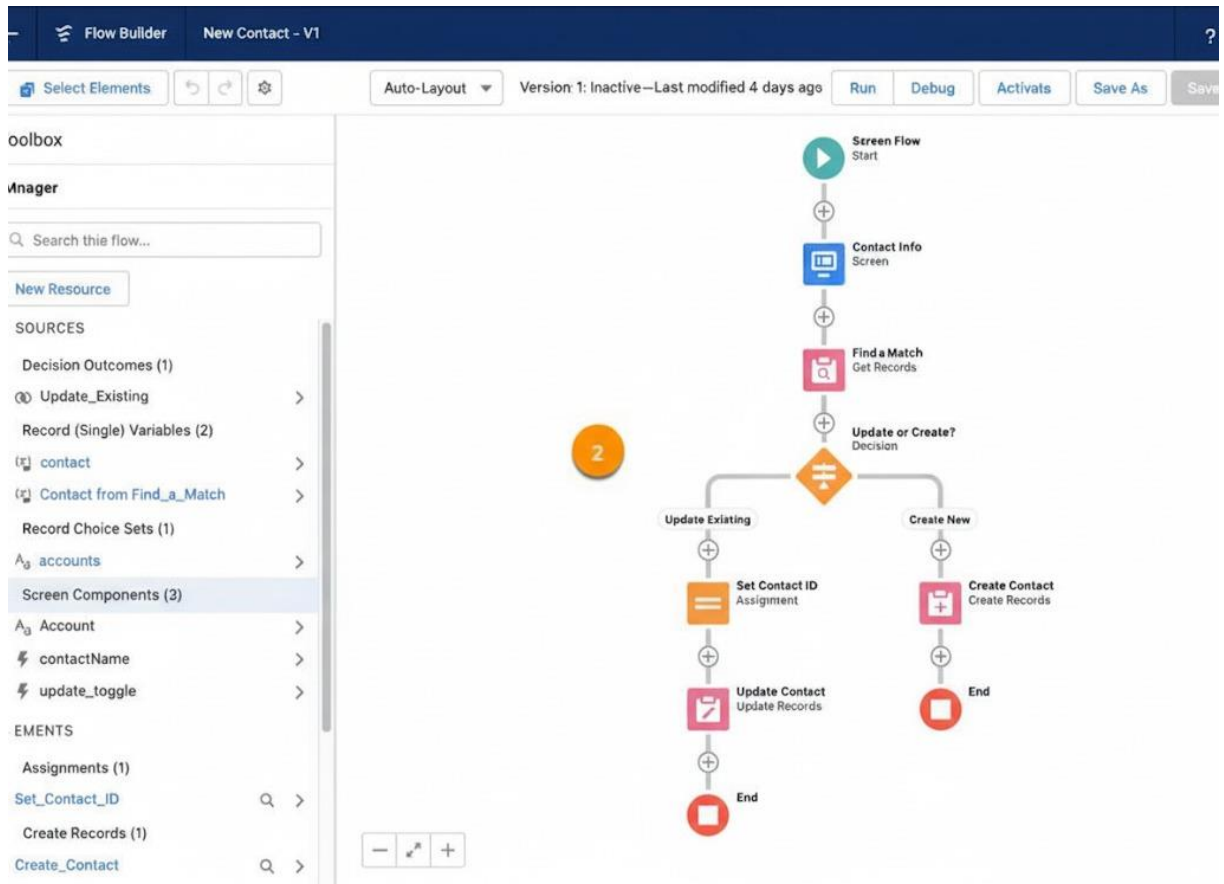 Flow Builder
New Contact – V1
?
Select Elements
Auto-Layout
Version 1: Inactive—Last modified 4 days ago
Run
Debug
Activats
Save As
Save
oolbox
Mnager
Search thie flow...
New Resource
SOURCES
Decision Outcomes (1)
Update_Existing
Record (Single) Variables (2)
contact
Contact from Find_a_Match
Record Choice Sets (1)
accounts
Screen Components (3)
Account
contactName
update_toggle
EMENTS
Assignments (1)
Set_Contact_ID
Create Records (1)
Create_Contact
Screen Flow
Start
Contact Info
Screen
Find a Match
Get Records
2
Update or Create?
Decision
Update Exiating
Create New
Set Contact ID
Assignment
Create Contact
Create Records
Update Contact
Update Records
End
End